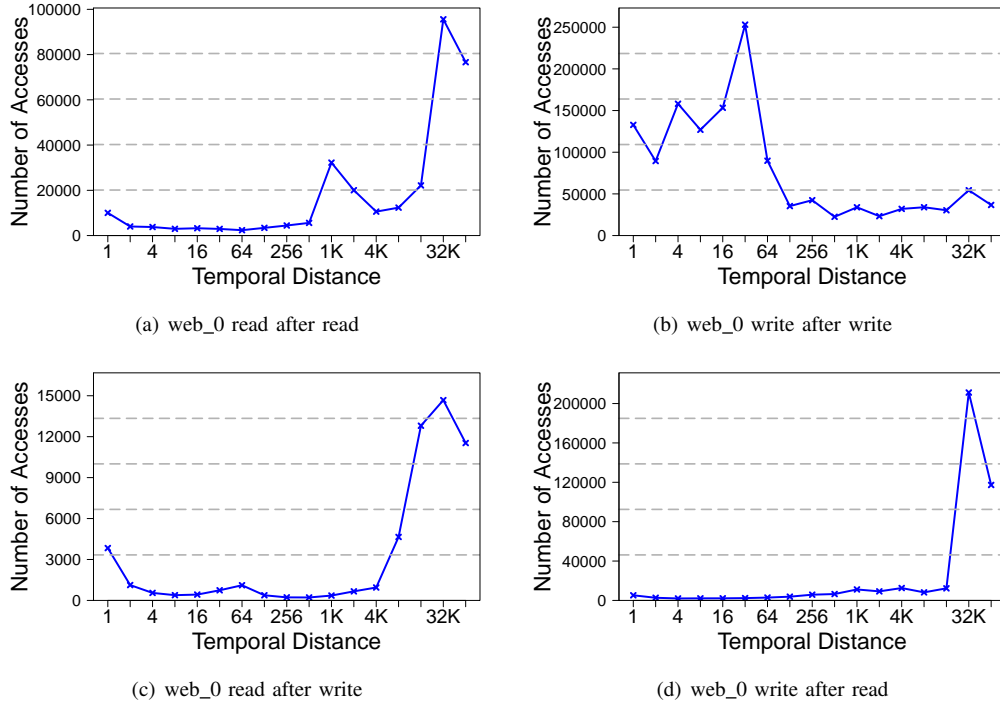 100000
80000
60000
40000
20000
0
Number of Accesses
1 4 16 64 256 1K 4K 32K
Temporal Distance
(a) web_0 read after read
250000
200000
150000
100000
50000
0
Number of Accesses
1 4 16 64 256 1K 4K 32K
Temporal Distance
(b) web_0 write after write
15000
12000
9000
6000
3000
0
Number of Accesses
1 4 16 64 256 1K 4K 32K
Temporal Distance
(c) web_0 read after write
200000
160000
120000
80000
40000
0
Number of Accesses
1 4 16 64 256 1K 4K 32K
Temporal Distance
(d) web_0 write after read